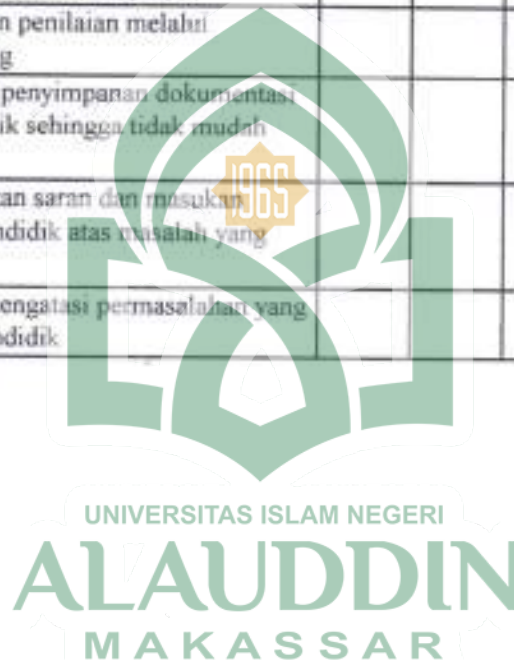 n penilaian melalui
g
penyimpanan dokumentasi
ik sehingga tidak mudah
an saran dan masukan
ndidik atas masalah yang
engatasi permasalahan yang
didik
1965
UNIVERSITAS ISLAM NEGERI
ALAUDDIN
MAKASSAR